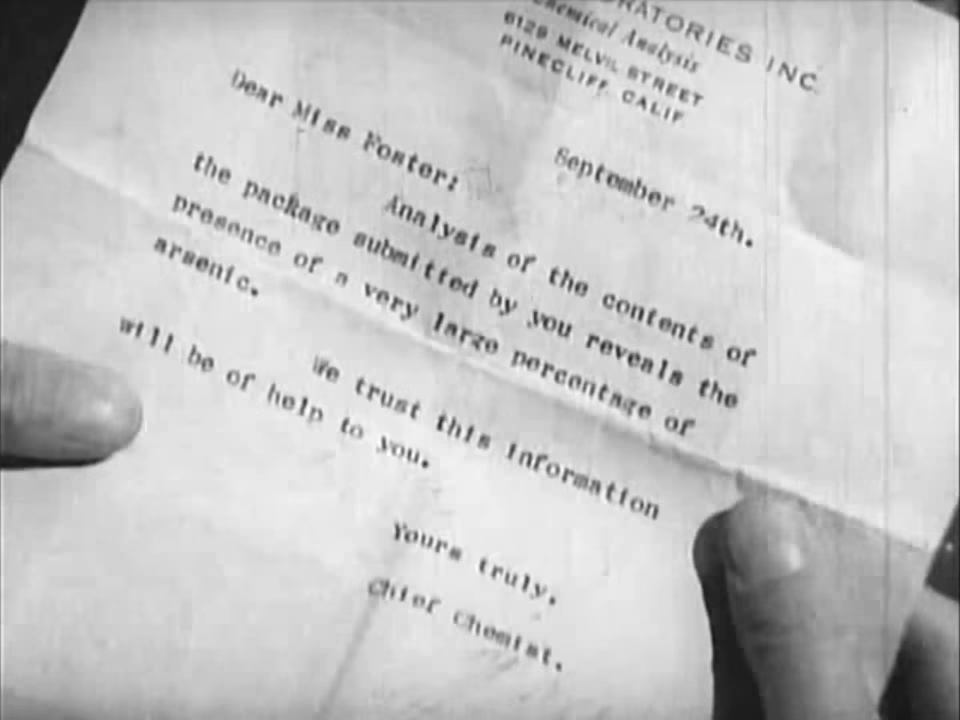 RATORIES INC.
Chemical Analysis
6129 MELVIL STREET
PINECLIFF, CALIF
September 24th.
Dear Miss Foster:
Analysis of the contents of
the package submitted by you reveals the
presence of a very large percentage of
arsenic.
We trust this information
will be of help to you.
Yours truly,
Chief Chemist.